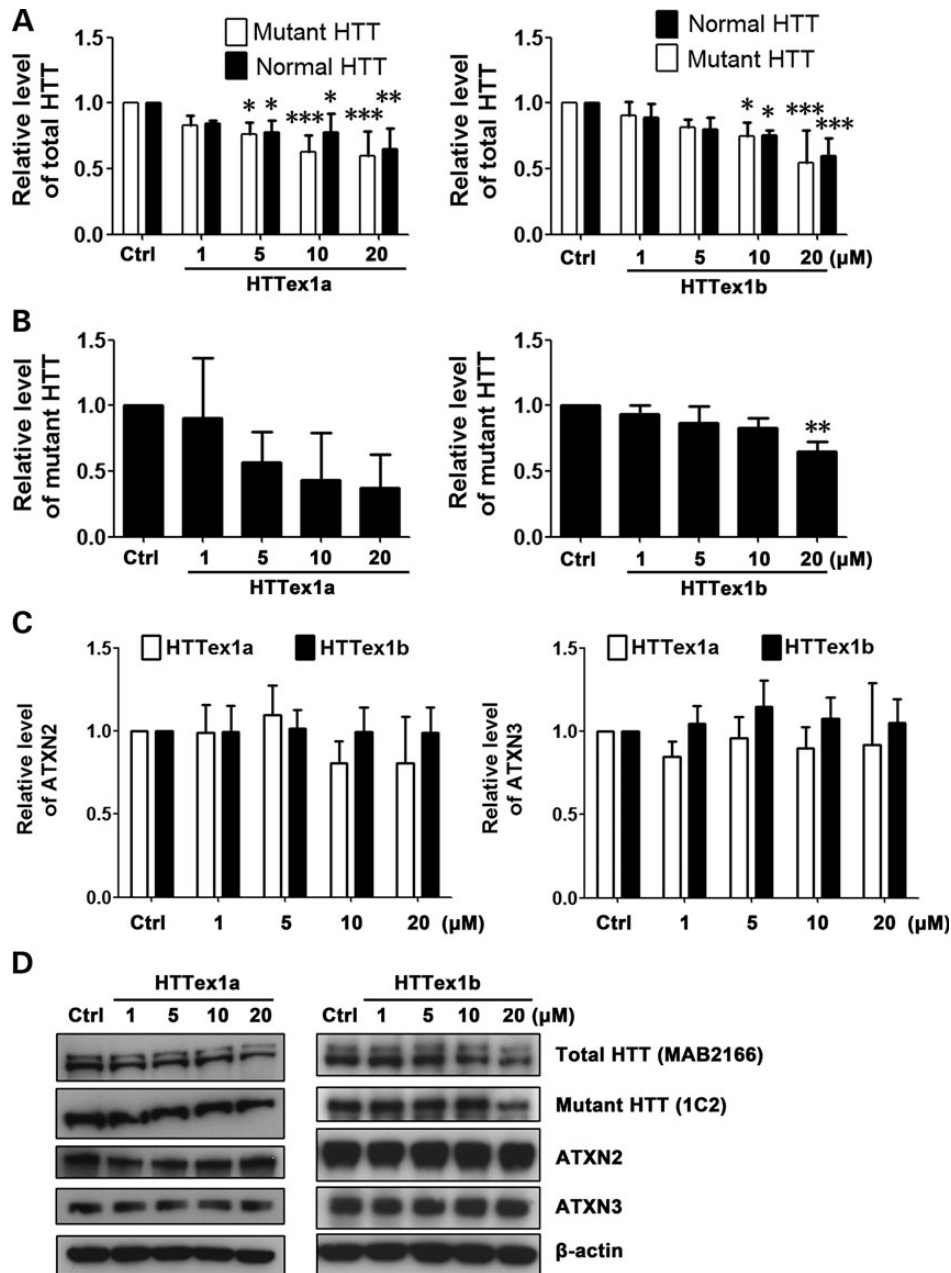 A
Relative level
of total HTT
1.5
1.0
0.5
0.0
Mutant HTT
Normal HTT
* * *** * *** **
Ctrl 1 5 10 20
HTTex1a
Relative level
of total HTT
1.5
1.0
0.5
0.0
Normal HTT
Mutant HTT
* * *** ***
Ctrl 1 5 10 20 (μM)
HTTex1b
B
Relative level
of mutant HTT
1.5
1.0
0.5
0.0
Ctrl 1 5 10 20
HTTex1a
Relative level
of mutant HTT
1.5
1.0
0.5
0.0
**
Ctrl 1 5 10 20 (μM)
HTTex1b
C
Relative level
of ATXN2
1.5
1.0
0.5
0.0
HTTex1a HTTex1b
Ctrl 1 5 10 20 (μM)
Relative level
of ATXN3
1.5
1.0
0.5
0.0
HTTex1a HTTex1b
Ctrl 1 5 10 20 (μM)
D
HTTex1a HTTex1b
Ctrl 1 5 10 20 Ctrl 1 5 10 20 (μM)
Total HTT (MAB2166)
Mutant HTT (1C2)
ATXN2
ATXN3
β-actin